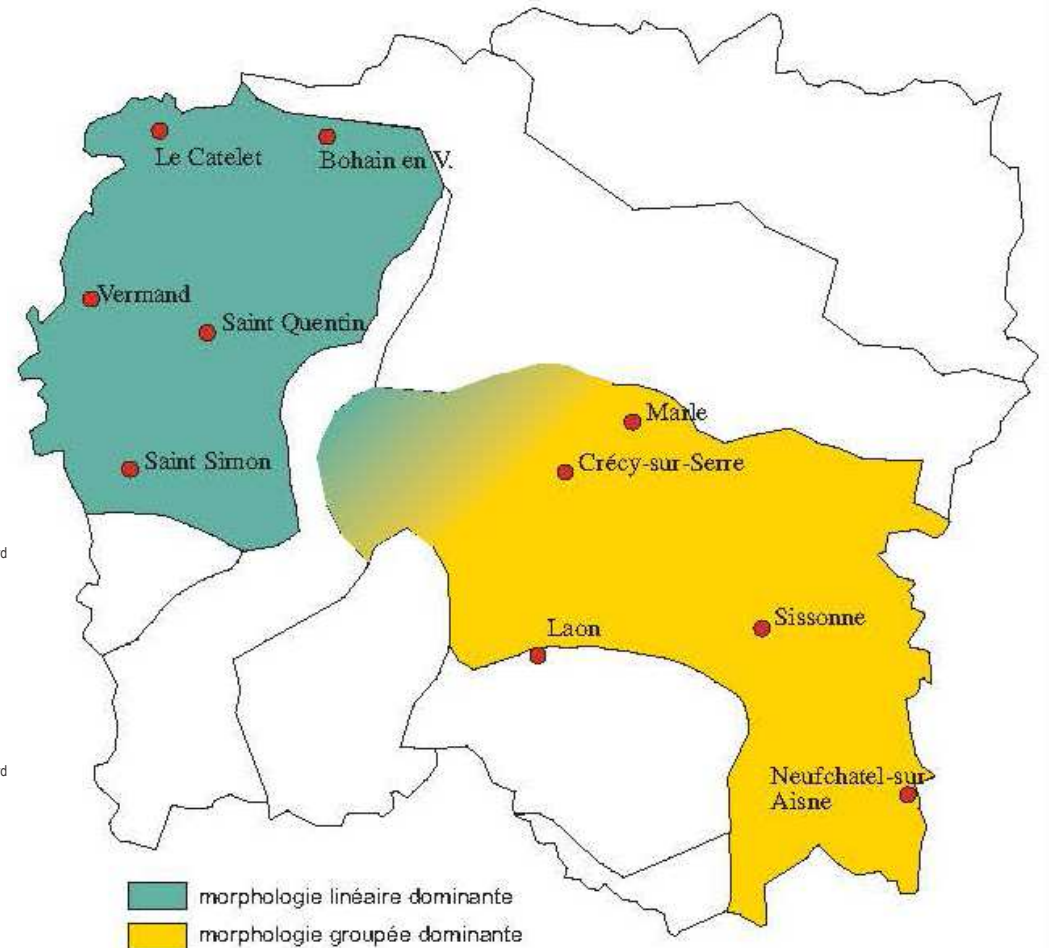 Le Catelet
Bohain en V.
Vermand
Saint Quentin
Marle
Saint Simon
Crécy-sur-Serre
d
Laon
Sissonne
d
Neufchatel-sur
Aisne
morphologie linéaire dominante
morphologie groupée dominante